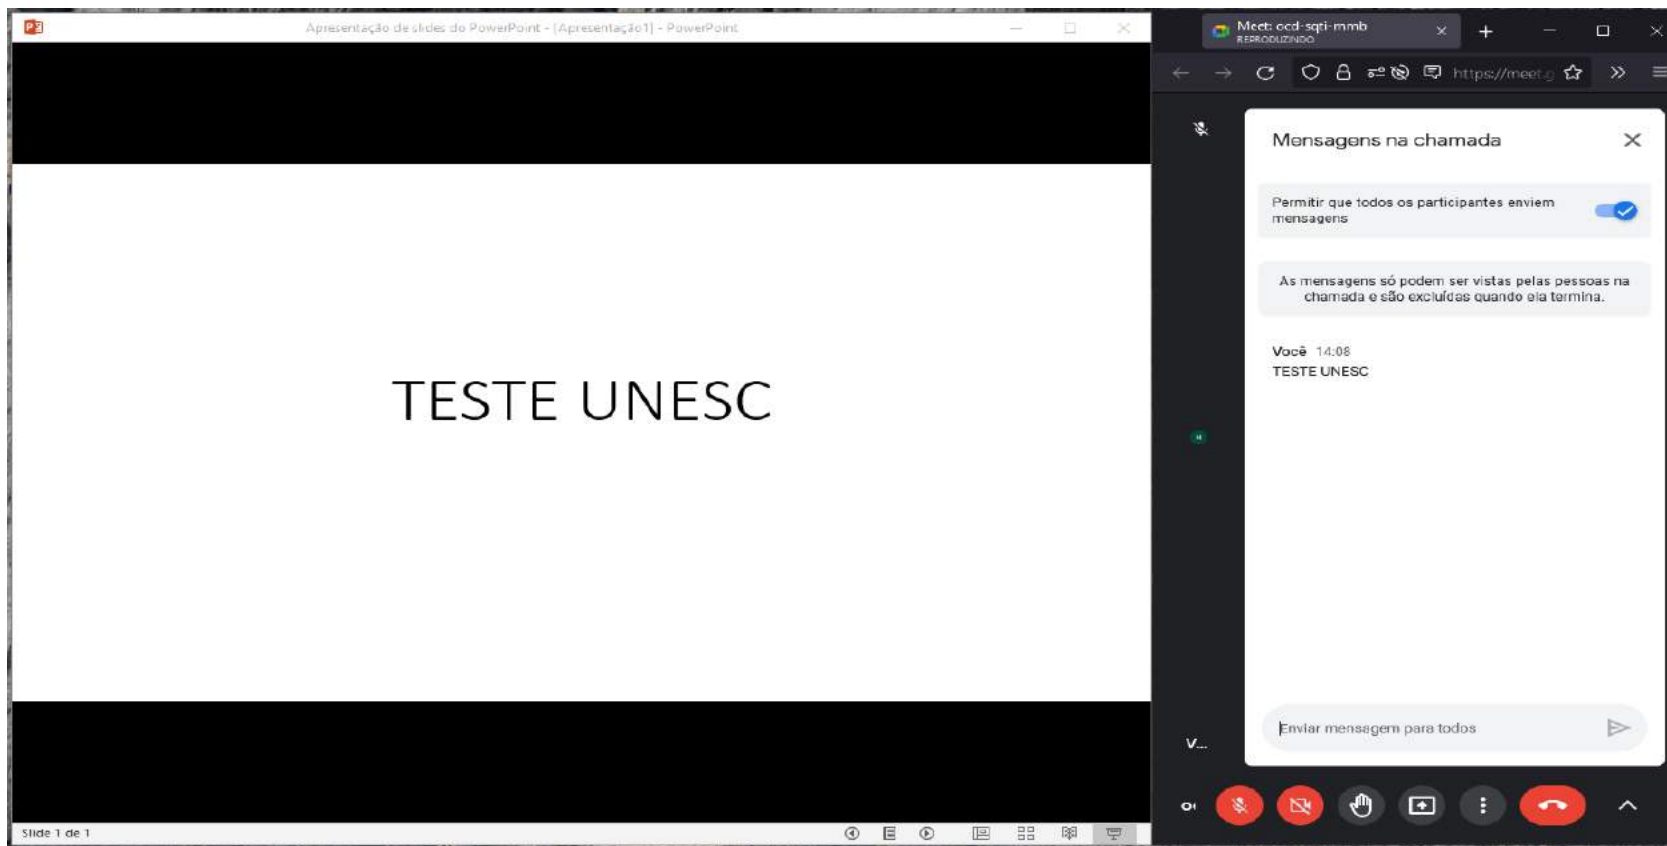 Apresentação de slides do PowerPoint - [Apresentação1] - PowerPoint
TESTE UNESC
Slide 1 de 1
Meet: ocd-sqti-mmb
REPRODUZINDO
https://meet.g
Mensagens na chamada
Permitir que todos os participantes enviem
mensagens
As mensagens só podem ser vistas pelas pessoas na
chamada e são excluídas quando ela termina.
Você 14:08
TESTE UNESC
Enviar mensagem para todos
V...